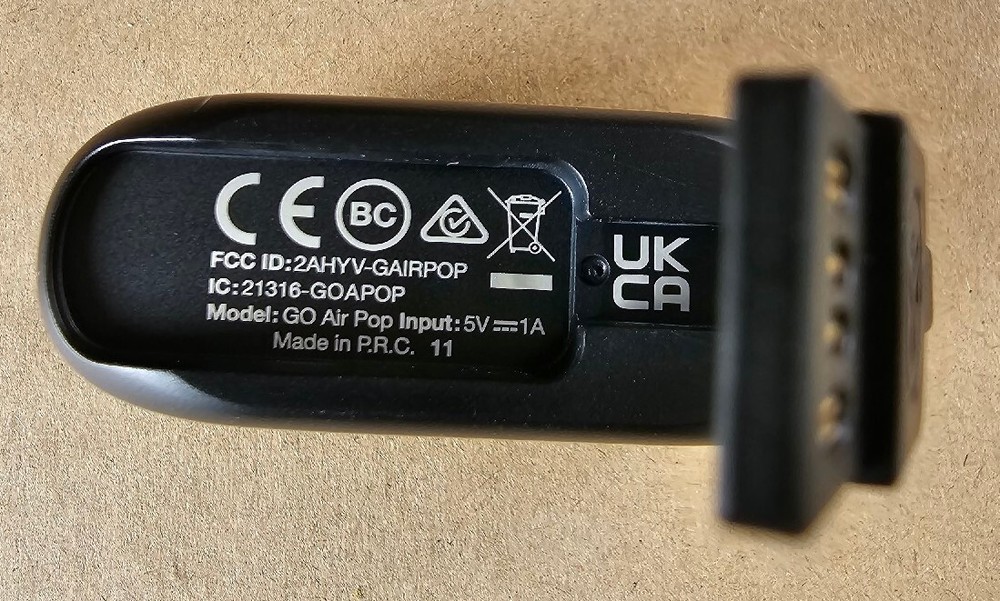 CE BC
FCC ID:2AHYV-GAIRPOP
IC:21316-GOAPOP
Model: GO Air Pop Input:5V⎓1A
Made in P.R.C. 11
UK
CA